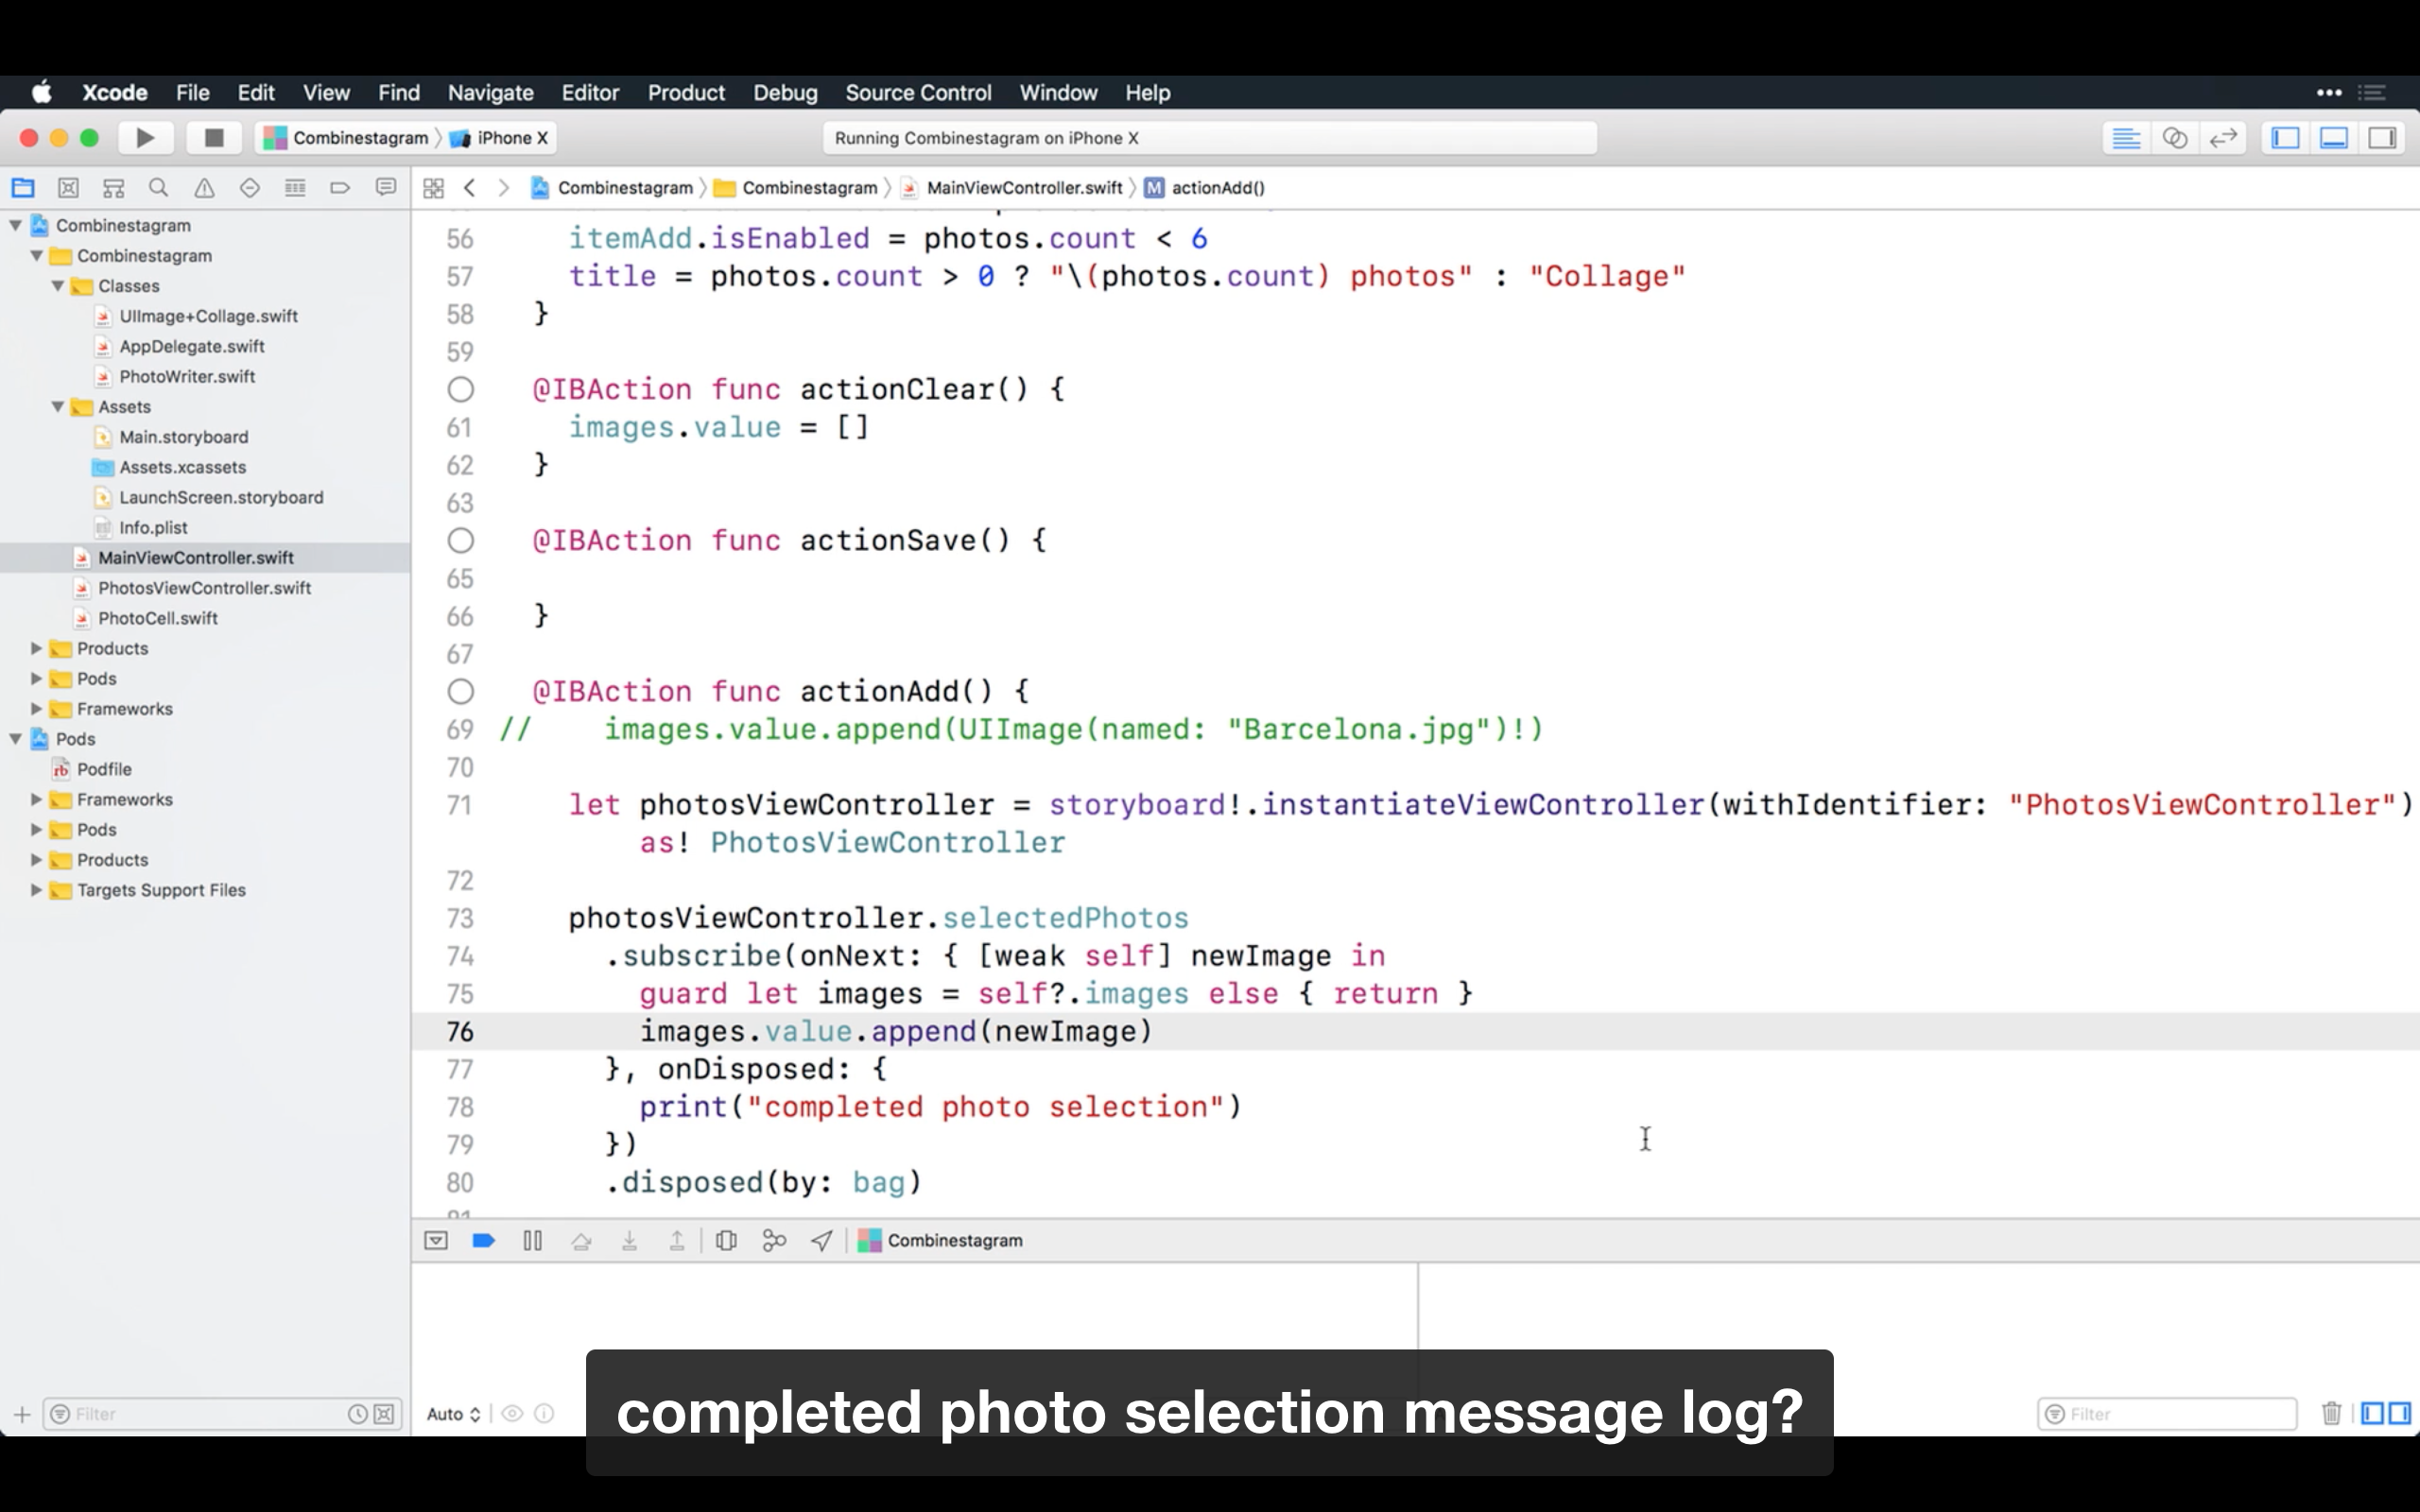 Xcode File Edit View Find Navigate Editor Product Debug Source Control Window Help
Combinestagram 〉 iPhone X
Running Combinestagram on iPhone X
Combinestagram 〉 Combinestagram 〉 MainViewController.swift 〉 M actionAdd()
Combinestagram
Combinestagram
Classes
UIImage+Collage.swift
AppDelegate.swift
PhotoWriter.swift
Assets
Main.storyboard
Assets.xcassets
LaunchScreen.storyboard
Info.plist
MainViewController.swift
PhotosViewController.swift
PhotoCell.swift
Products
Pods
Frameworks
Pods
rb Podfile
Frameworks
Pods
Products
Targets Support Files
56 itemAdd.isEnabled = photos.count < 6
57 title = photos.count > 0 ? "\(photos.count) photos" : "Collage"
58 }
59
@IBAction func actionClear() {
61 images.value = []
62 }
63
@IBAction func actionSave() {
65
66 }
67
@IBAction func actionAdd() {
69 // images.value.append(UIImage(named: "Barcelona.jpg")!)
70
71 let photosViewController = storyboard!.instantiateViewController(withIdentifier: "PhotosViewController")
as! PhotosViewController
72
73 photosViewController.selectedPhotos
74 .subscribe(onNext: { [weak self] newImage in
75 guard let images = self?.images else { return }
76 images.value.append(newImage)
77 }, onDisposed: {
78 print("completed photo selection")
79 })
80 .disposed(by: bag)
Combinestagram
Filter
Auto
Filter
completed photo selection message log?